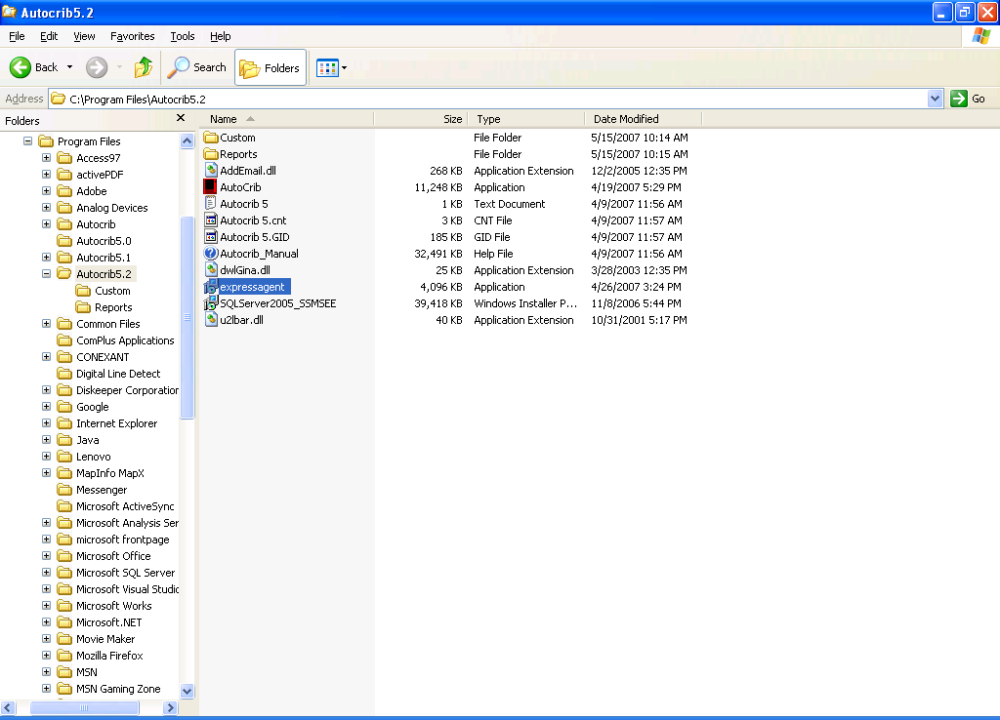 Autocrib5.2
File Edit View Favorites Tools Help
Back Search Folders
Address C:\Program Files\Autocrib5.2 Go
Folders
Program Files
Access97
activePDF
Adobe
Analog Devices
Autocrib
Autocrib5.0
Autocrib5.1
Autocrib5.2
Custom
Reports
Common Files
ComPlus Applications
CONEXANT
Digital Line Detect
Diskeeper Corporation
Google
Internet Explorer
Java
Lenovo
MapInfo MapX
Messenger
Microsoft ActiveSync
Microsoft Analysis Ser
microsoft frontpage
Microsoft Office
Microsoft SQL Server
Microsoft Visual Studio
Microsoft Works
Microsoft.NET
Movie Maker
Mozilla Firefox
MSN
MSN Gaming Zone
Name Size Type Date Modified
Custom File Folder 5/15/2007 10:14 AM
Reports File Folder 5/15/2007 10:15 AM
AddEmail.dll 268 KB Application Extension 12/2/2005 12:35 PM
AutoCrib 11,248 KB Application 4/19/2007 5:29 PM
Autocrib 5 1 KB Text Document 4/9/2007 11:56 AM
Autocrib 5.cnt 3 KB CNT File 4/9/2007 11:57 AM
Autocrib 5.GID 185 KB GID File 4/9/2007 11:57 AM
Autocrib_Manual 32,491 KB Help File 4/9/2007 11:56 AM
dwlGina.dll 25 KB Application Extension 3/28/2003 12:35 PM
expressagent 4,096 KB Application 4/26/2007 3:24 PM
SQLServer2005_SSMSEE 39,418 KB Windows Installer P... 11/8/2006 5:44 PM
u2lbar.dll 40 KB Application Extension 10/31/2001 5:17 PM